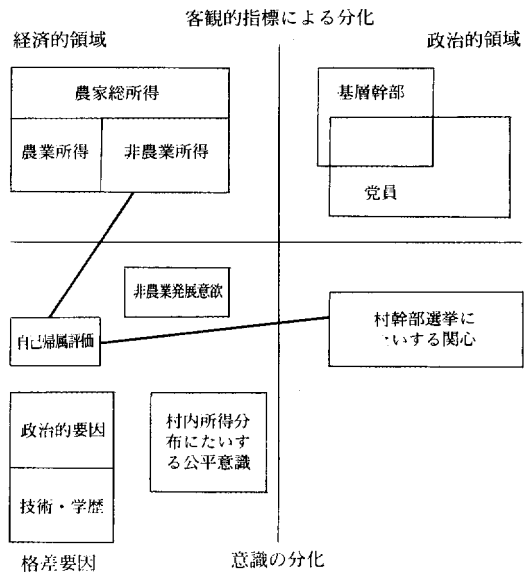 客観的指標による分化
経済的領域
政治的領域
農家総所得
農業所得
非農業所得
基層幹部
党員
非農業発展意欲
自己帰属評価
村幹部選挙に
たいする関心
政治的要因
技術・学歴
村内所得分
布にたいす
る公平意識
格差要因
意識の分化